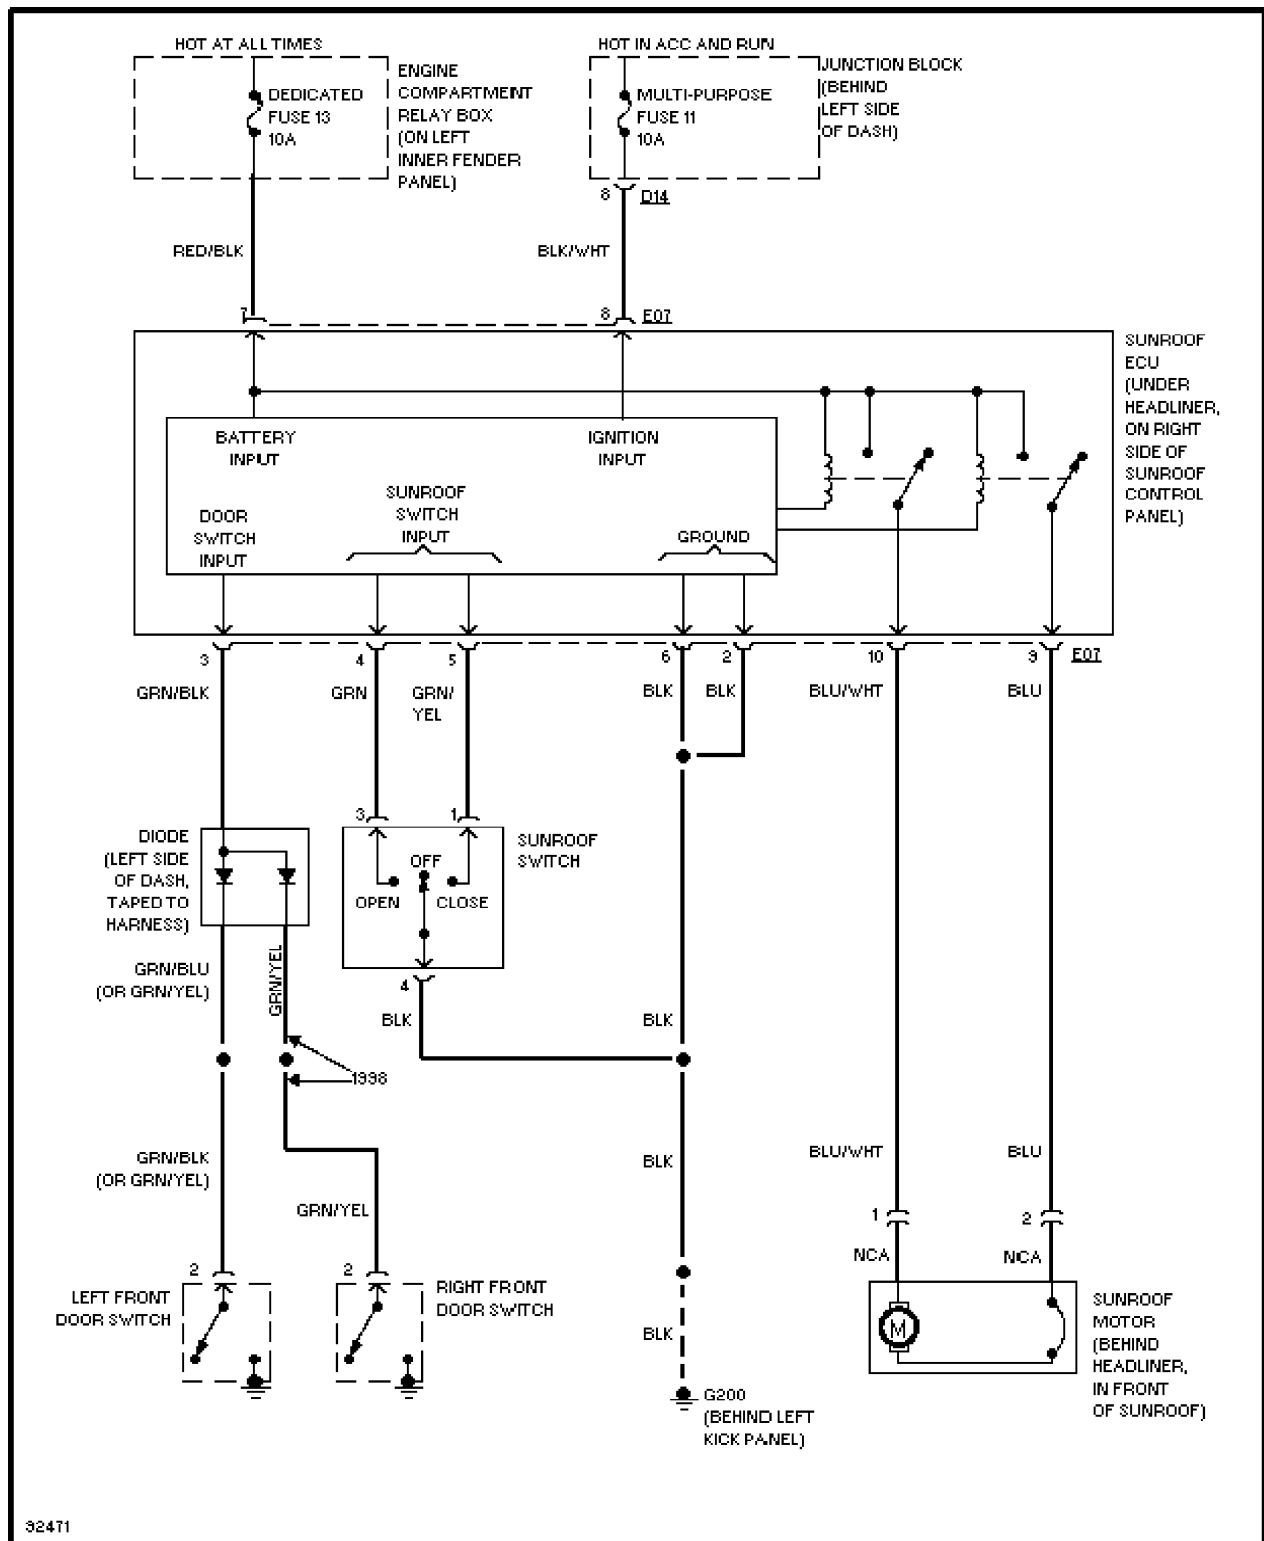 HOT AT ALL TIMES
DEDICATED
FUSE 13
10A
ENGINE
COMPARTMENT
RELAY BOX
(ON LEFT
INNER FENDER
PANEL)
HOT IN ACC AND RUN
MULTI-PURPOSE
FUSE 11
10A
JUNCTION BLOCK
(BEHIND
LEFT SIDE
OF DASH)
8
D14
RED/BLK
BLK/WHT
7
8
E07
SUNROOF
ECU
(UNDER
HEADLINER,
ON RIGHT
SIDE OF
SUNROOF
CONTROL
PANEL)
BATTERY
INPUT
IGNITION
INPUT
DOOR
SWITCH
INPUT
SUNROOF
SWITCH
INPUT
GROUND
3
4
5
6
2
10
9
E07
GRN/BLK
GRN
GRN/
YEL
BLK
BLK
BLU/WHT
BLU
DIODE
(LEFT SIDE
OF DASH,
TAPED TO
HARNESS)
3
1
SUNROOF
SWITCH
OFF
OPEN
CLOSE
GRN/BLU
(OR GRN/YEL)
GRN/YEL
4
BLK
BLK
1998
GRN/BLK
(OR GRN/YEL)
GRN/YEL
BLK
BLU/WHT
BLU
1
2
NCA
NCA
2
2
LEFT FRONT
DOOR SWITCH
RIGHT FRONT
DOOR SWITCH
BLK
M
SUNROOF
MOTOR
(BEHIND
HEADLINER,
IN FRONT
OF SUNROOF)
G200
(BEHIND LEFT
KICK PANEL)
92471